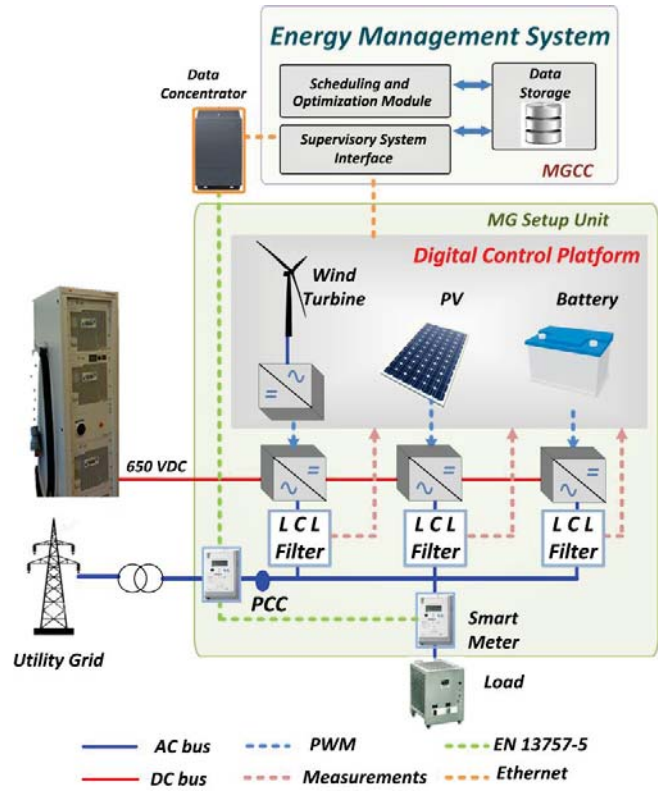 Energy Management System
Data
Concentrator
Scheduling and
Optimization Module
Data
Storage
Supervisory System
Interface
MGCC
MG Setup Unit
Digital Control Platform
Wind
Turbine
PV
Battery
650 VDC
L C L
Filter
L C L
Filter
L C L
Filter
PCC
Utility Grid
Smart
Meter
Load
AC bus
PWM
EN 13757-5
DC bus
Measurements
Ethernet